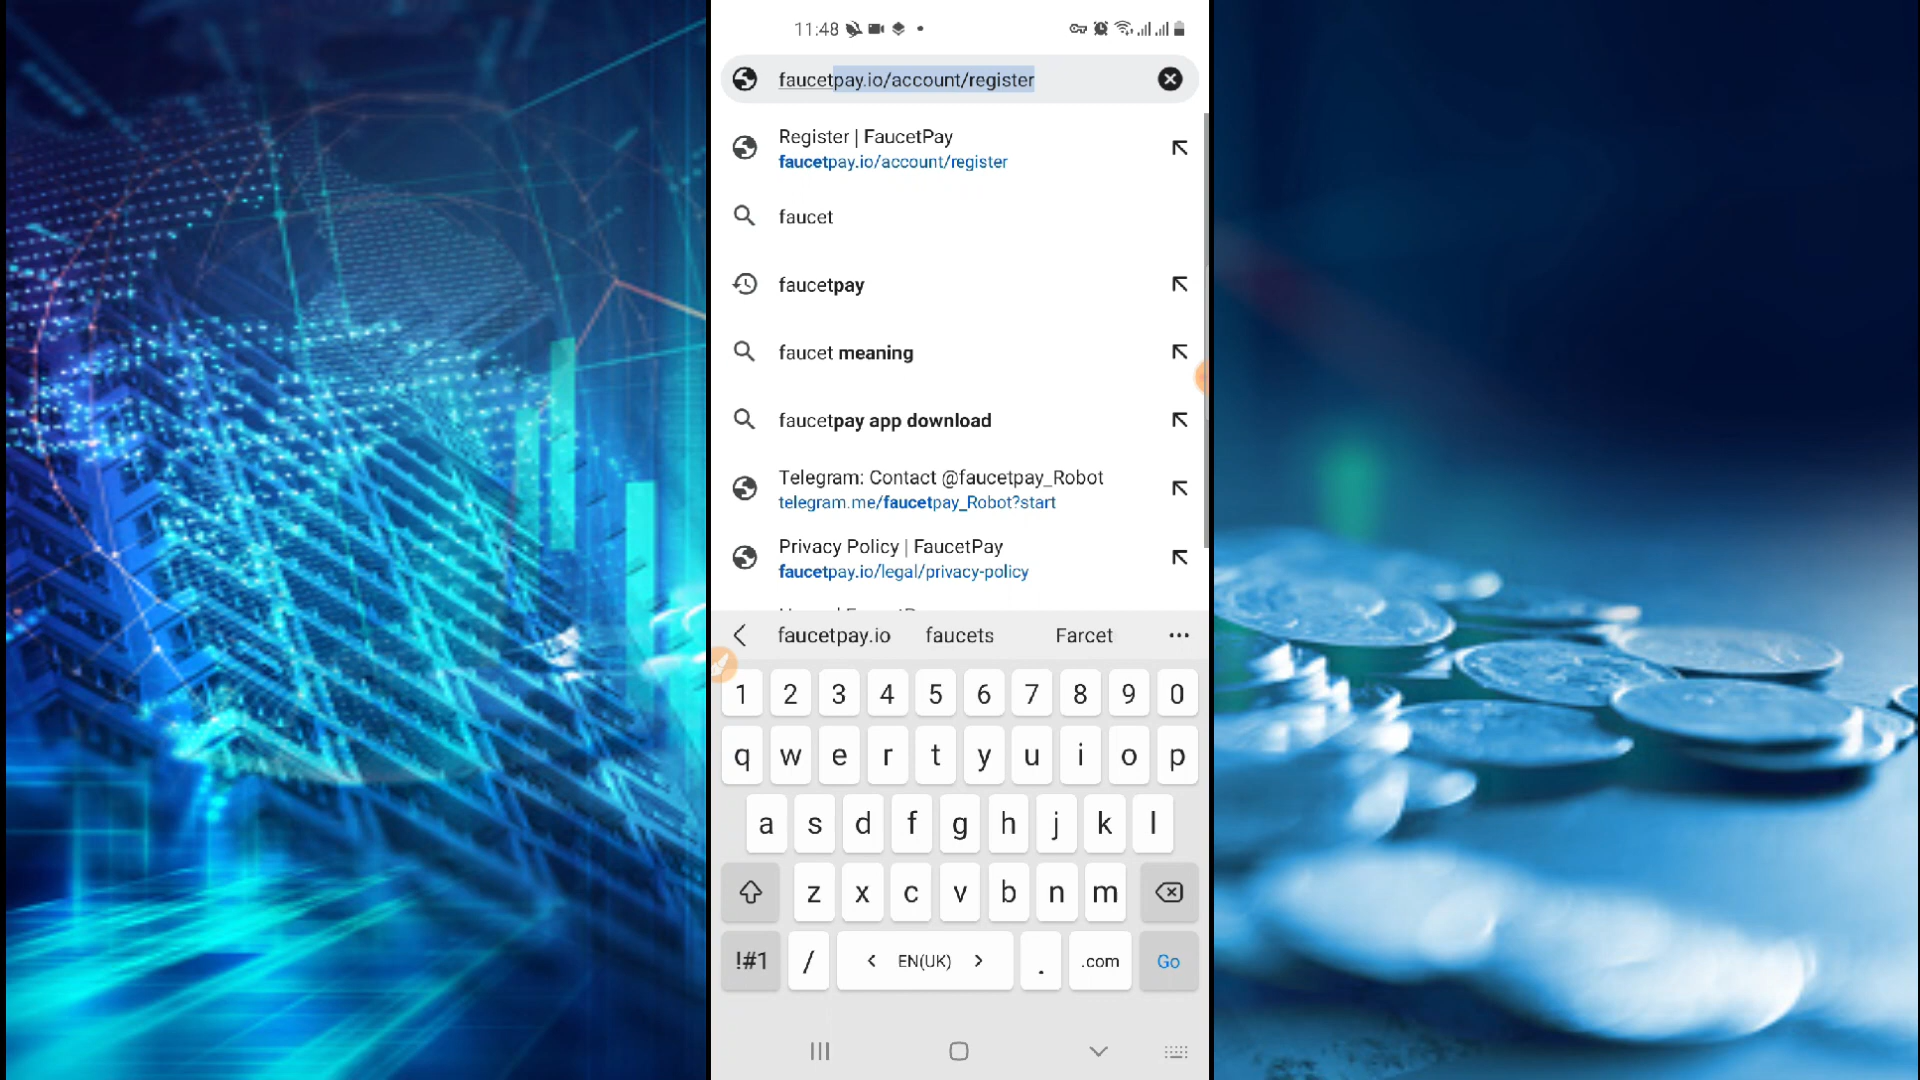 11:48
faucetpay.io/account/register
Register | FaucetPay
faucetpay.io/account/register
faucet
faucetpay
faucet meaning
faucetpay app download
Telegram: Contact @faucetpay_Robot
telegram.me/faucetpay_Robot?start
Privacy Policy | FaucetPay
faucetpay.io/legal/privacy-policy
faucetpay.io faucets Farcet
1 2 3 4 5 6 7 8 9 0
q w e r t y u i o p
a s d f g h j k l
z x c v b n m
!#1 / < EN(UK) > . .com Go